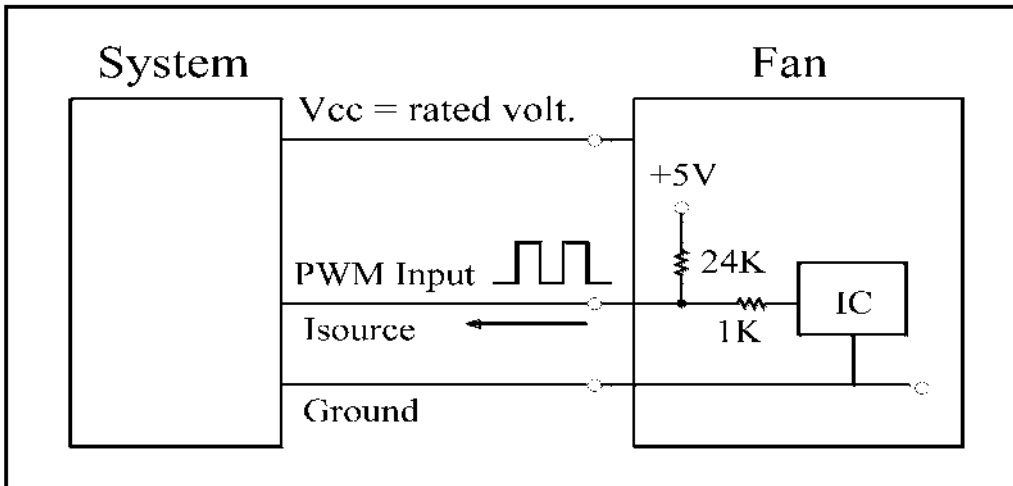 System
Fan
Vcc = rated volt.
+5V
24K
PWM Input
IC
1K
Isource
Ground